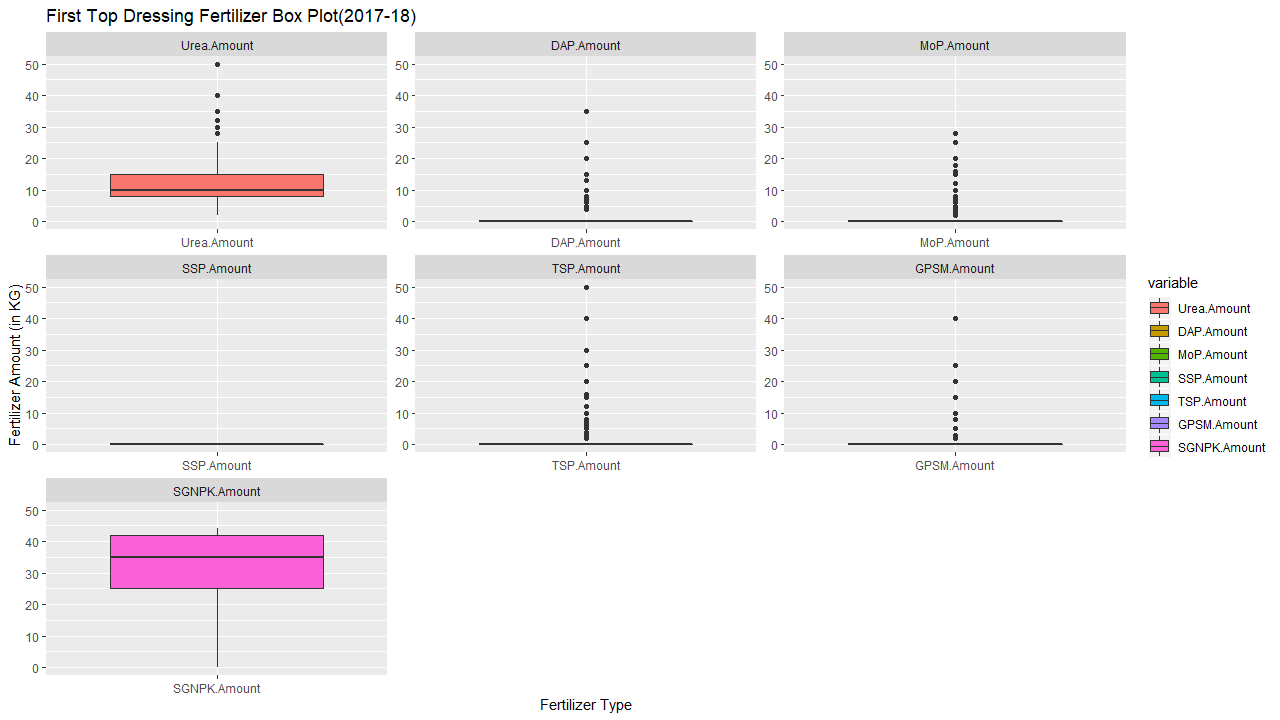 First Top Dressing Fertilizer Box Plot(2017-18)
Urea.Amount
DAP.Amount
MoP.Amount
50
40
30
20
10
0
50
40
30
20
10
0
50
40
30
20
10
0
Urea.Amount
DAP.Amount
MoP.Amount
SSP.Amount
TSP.Amount
GPSM.Amount
Fertilizer Amount (in KG)
50
40
30
20
10
0
50
40
30
20
10
0
50
40
30
20
10
0
SSP.Amount
TSP.Amount
GPSM.Amount
SGNPK.Amount
50
40
30
20
10
0
SGNPK.Amount
Fertilizer Type
variable
Urea.Amount
DAP.Amount
MoP.Amount
SSP.Amount
TSP.Amount
GPSM.Amount
SGNPK.Amount